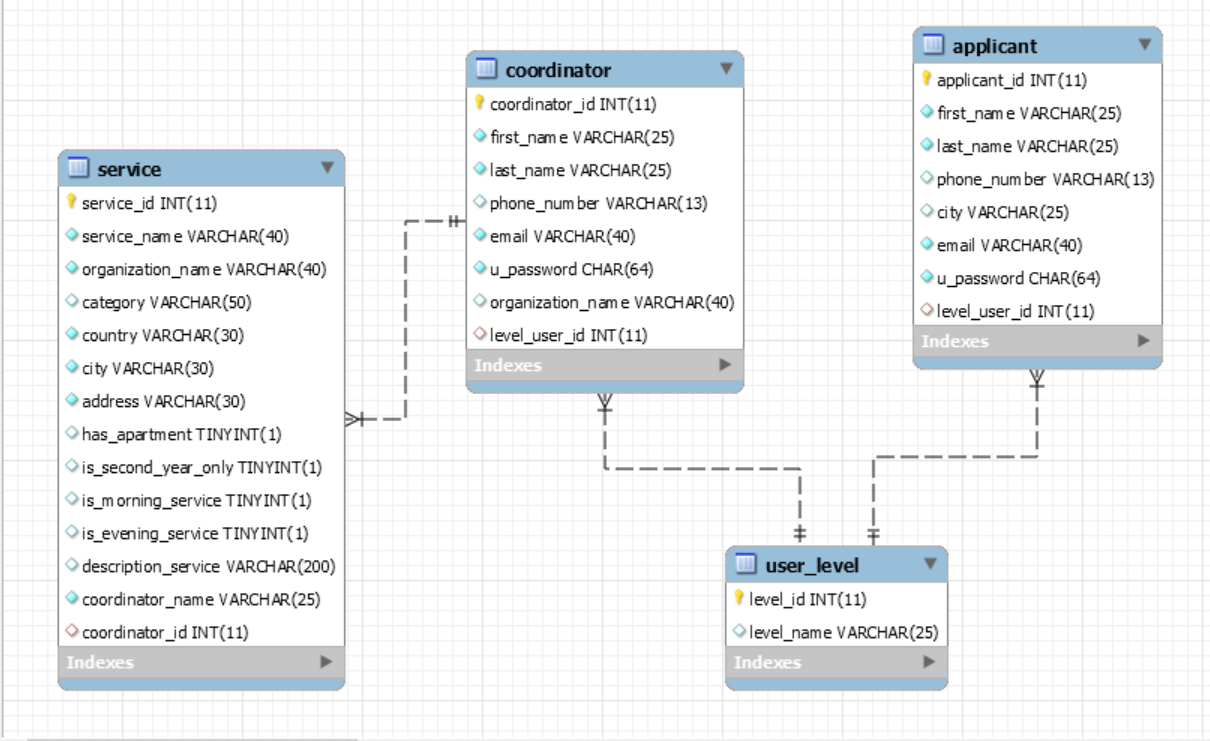 service
service_id INT(11)
service_name VARCHAR(40)
organization_name VARCHAR(40)
category VARCHAR(50)
country VARCHAR(30)
city VARCHAR(30)
address VARCHAR(30)
has_apartment TINYINT(1)
is_second_year_only TINYINT(1)
is_morning_service TINYINT(1)
is_evening_service TINYINT(1)
description_service VARCHAR(200)
coordinator_name VARCHAR(25)
coordinator_id INT(11)
Indexes
coordinator
coordinator_id INT(11)
first_name VARCHAR(25)
last_name VARCHAR(25)
phone_number VARCHAR(13)
email VARCHAR(40)
u_password CHAR(64)
organization_name VARCHAR(40)
level_user_id INT(11)
Indexes
applicant
applicant_id INT(11)
first_name VARCHAR(25)
last_name VARCHAR(25)
phone_number VARCHAR(13)
city VARCHAR(25)
email VARCHAR(40)
u_password CHAR(64)
level_user_id INT(11)
Indexes
user_level
level_id INT(11)
level_name VARCHAR(25)
Indexes